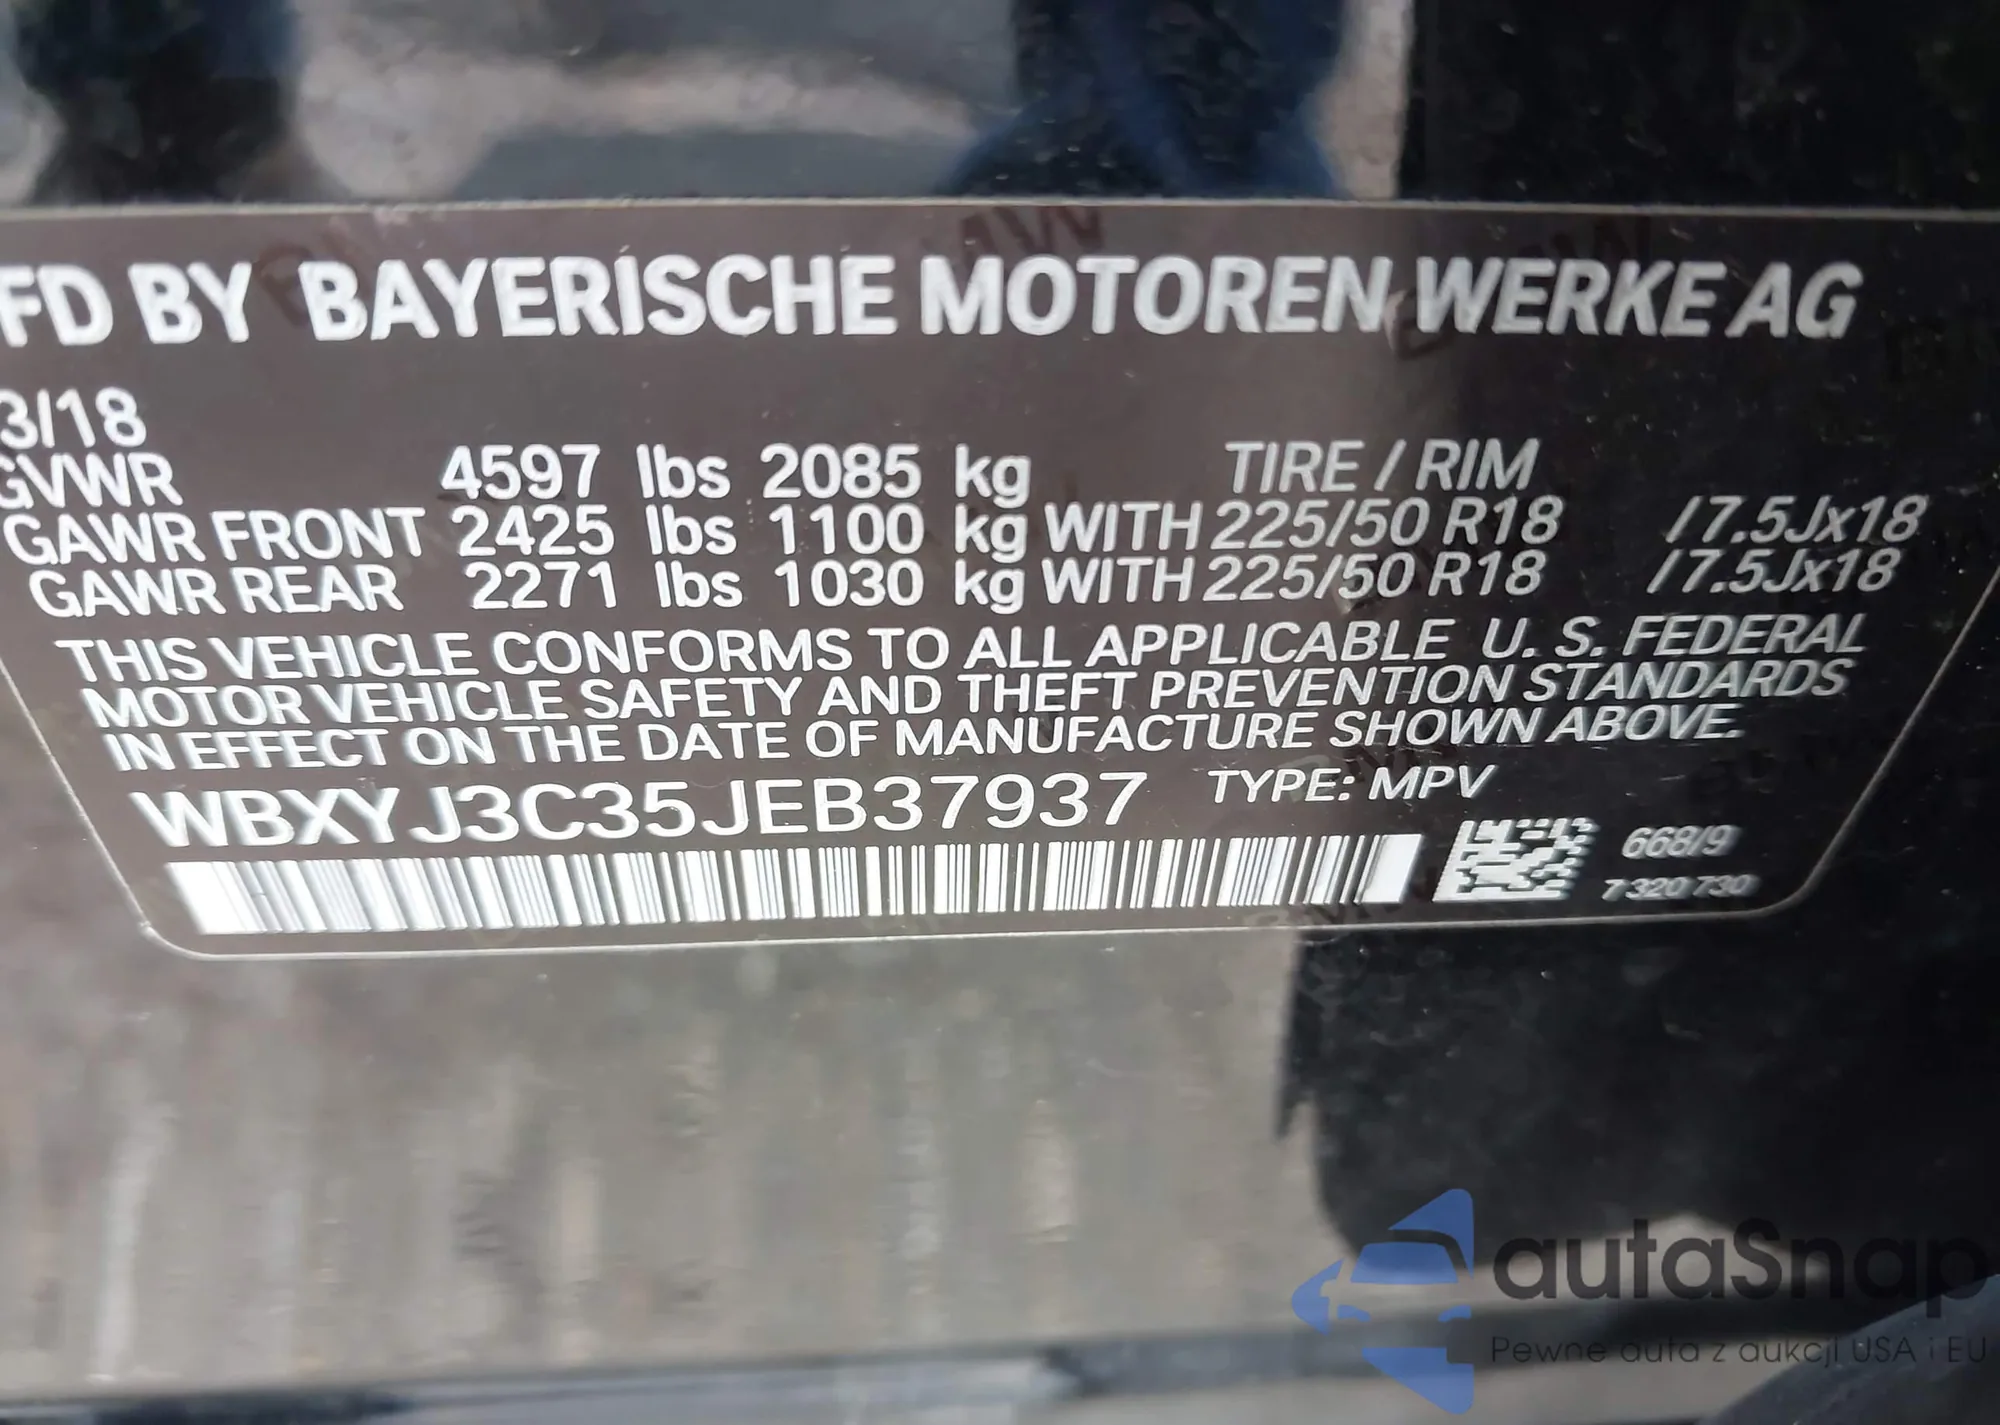 FD BY BAYERISCHE MOTOREN WERKE AG
3/18
GVWR 4597 lbs 2085 kg TIRE / RIM
GAWR FRONT 2425 lbs 1100 kg WITH 225/50 R18 / 7.5Jx18
GAWR REAR 2271 lbs 1030 kg WITH 225/50 R18 / 7.5Jx18
THIS VEHICLE CONFORMS TO ALL APPLICABLE U. S. FEDERAL
MOTOR VEHICLE SAFETY AND THEFT PREVENTION STANDARDS
IN EFFECT ON THE DATE OF MANUFACTURE SHOWN ABOVE.
WBXYJ3C35JEB37937 TYPE: MPV
668/9
7 320 730
autaSnap
Pewne auta z aukcji USA i EU